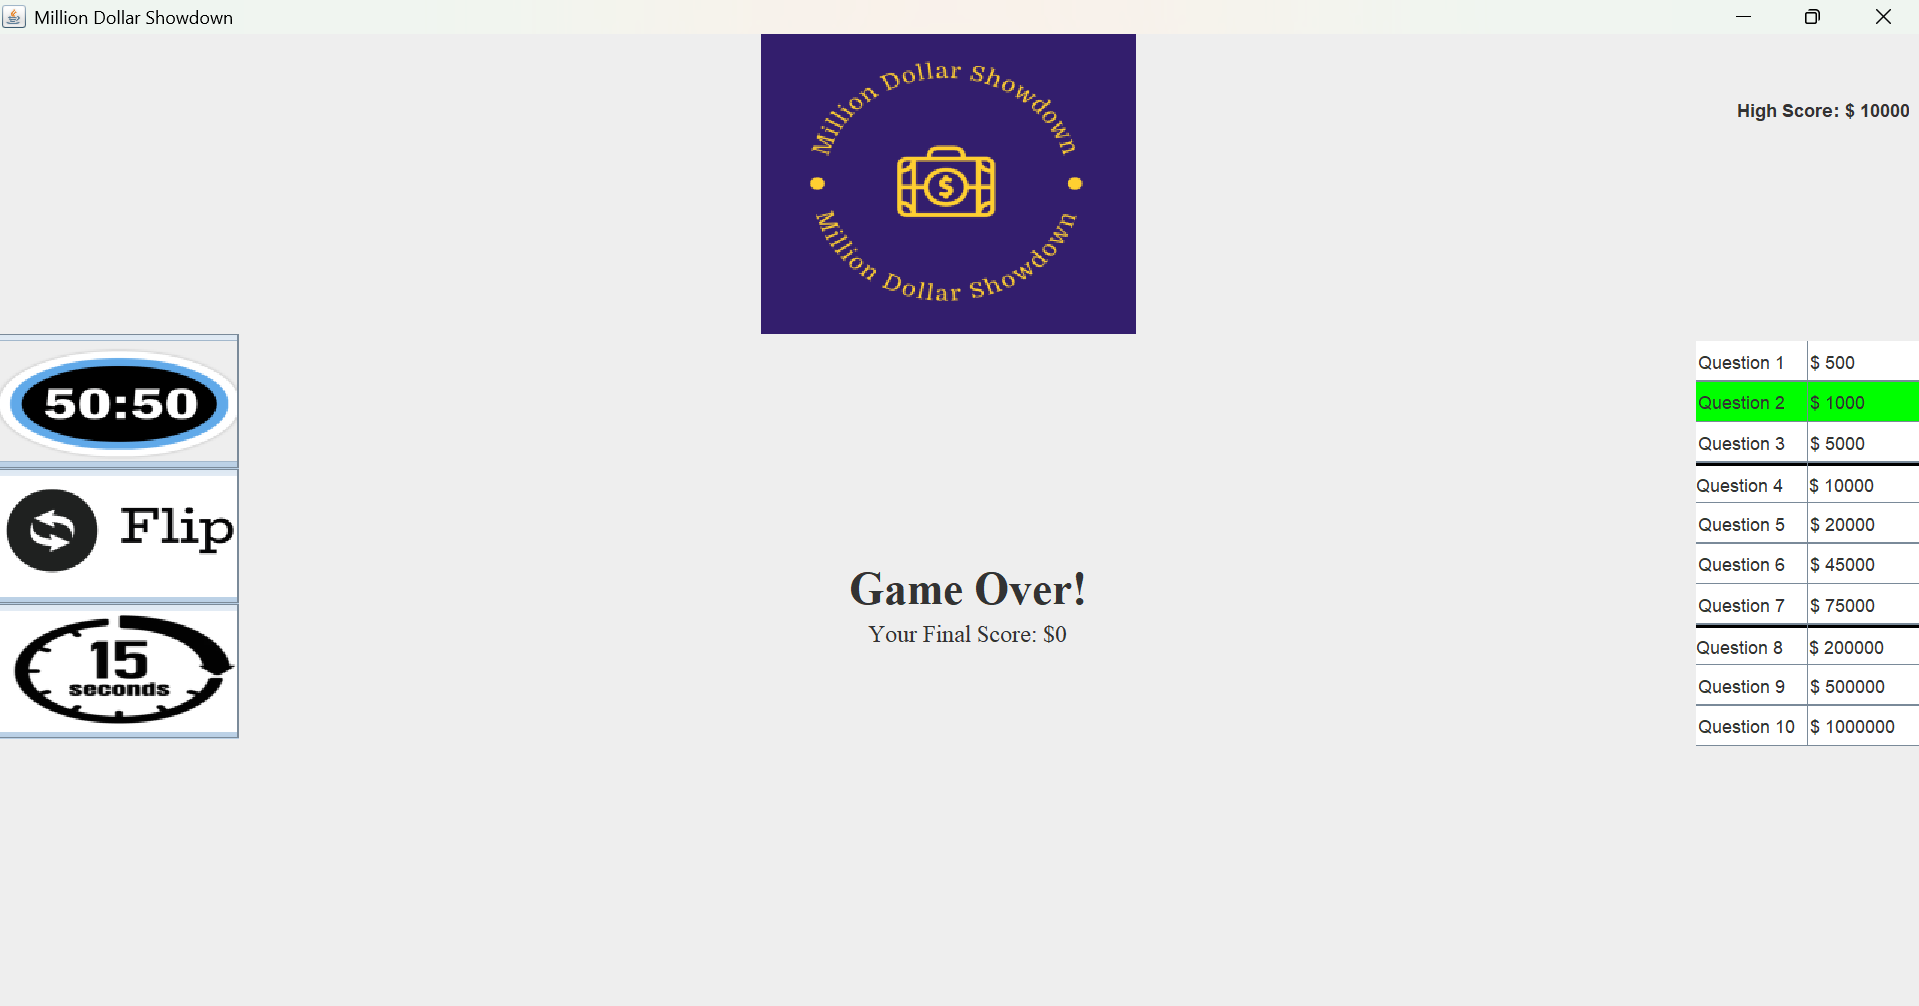 Million Dollar Showdown
Million Dollar Showdown
$
Million Dollar Showdown
High Score: $ 10000
50:50
Flip
15
seconds
Game Over!
Your Final Score: $0
Question 1 $ 500
Question 2 $ 1000
Question 3 $ 5000
Question 4 $ 10000
Question 5 $ 20000
Question 6 $ 45000
Question 7 $ 75000
Question 8 $ 200000
Question 9 $ 500000
Question 10 $ 1000000